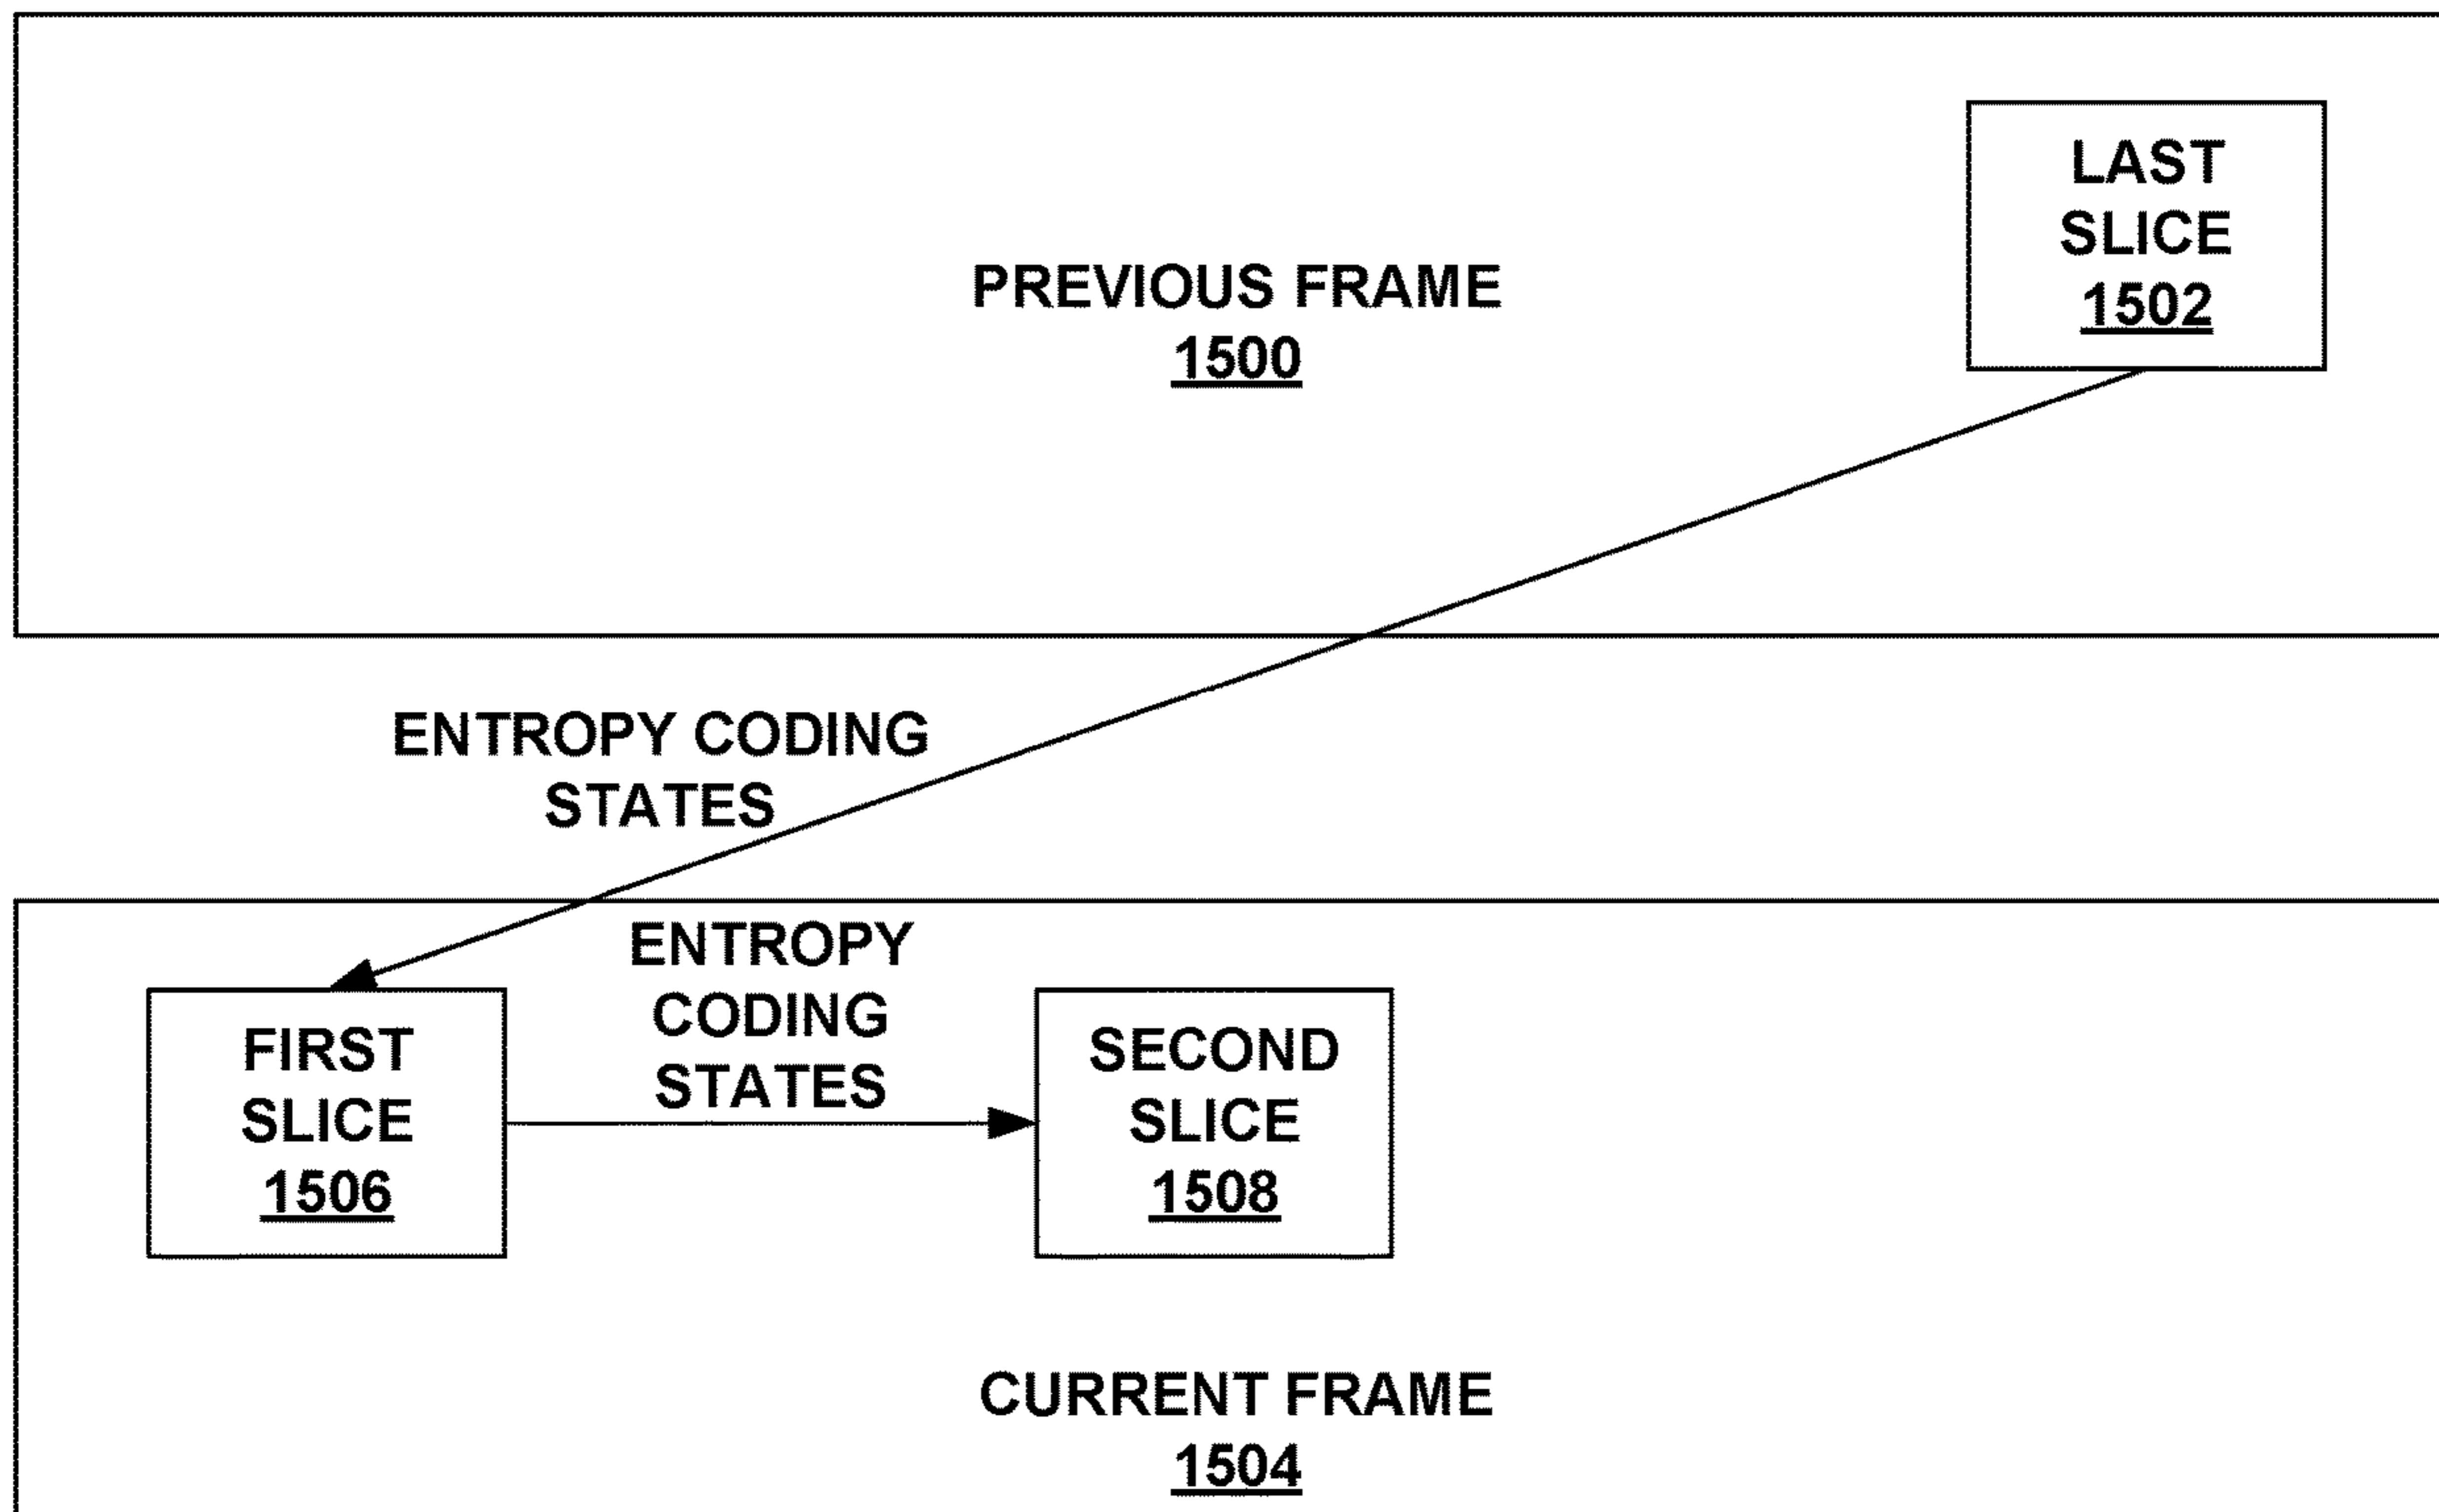 LAST
SLICE
1502
PREVIOUS FRAME
1500
ENTROPY CODING
STATES
ENTROPY
CODING
STATES
FIRST
SLICE
1506
SECOND
SLICE
1508
CURRENT FRAME
1504